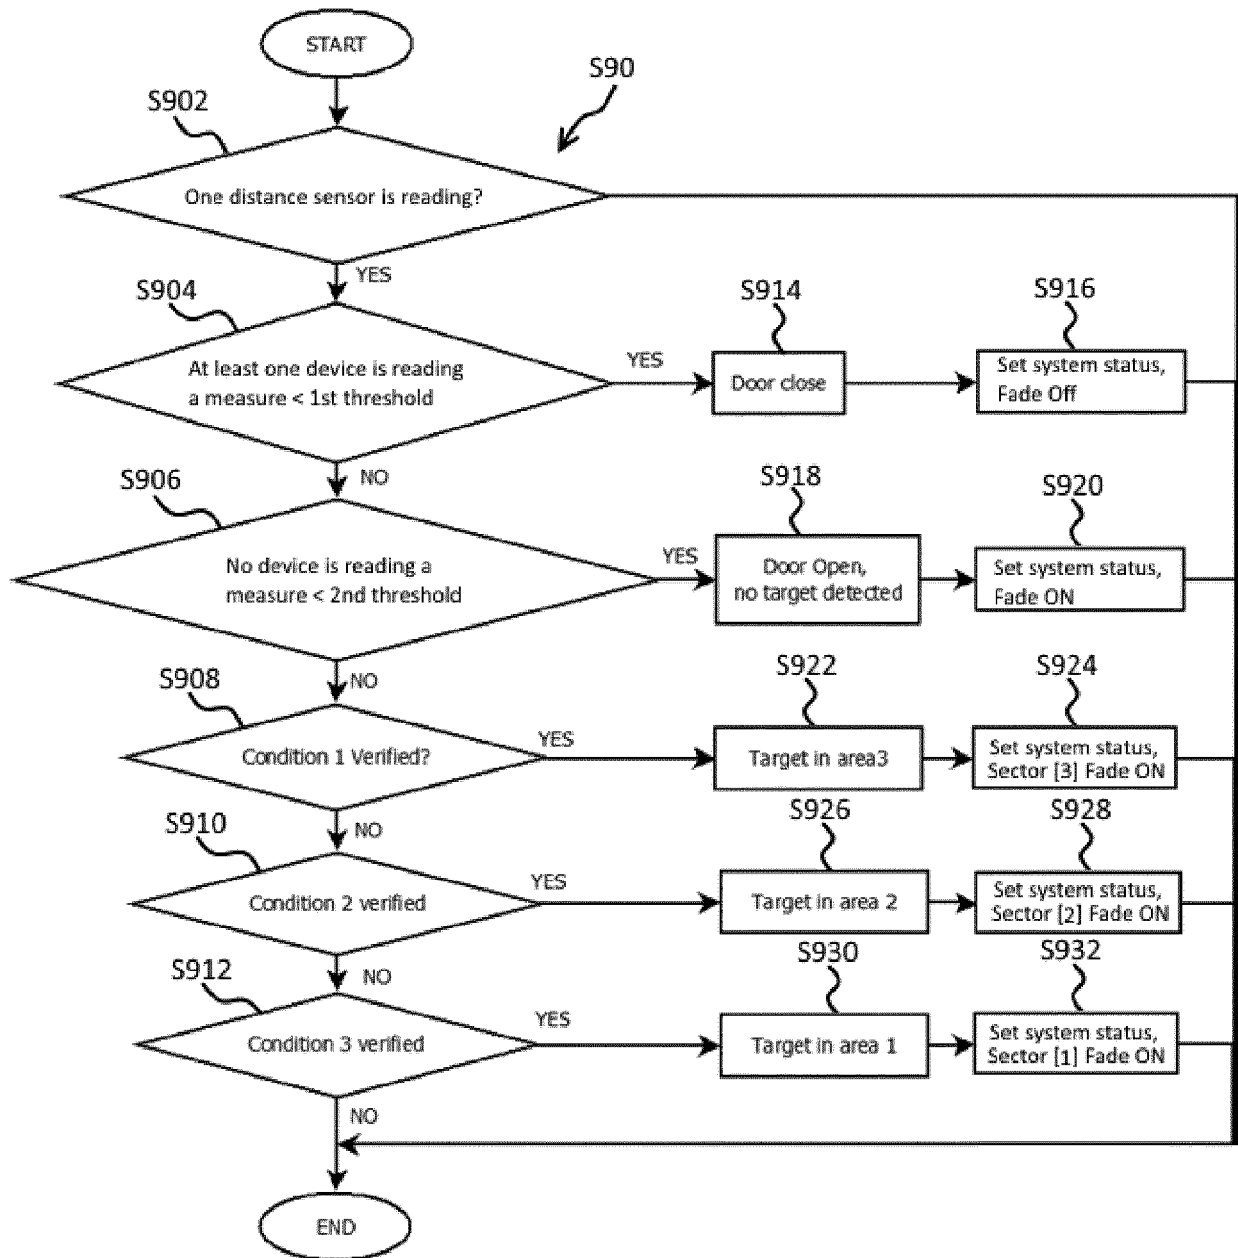 START
S90
S902
One distance sensor is reading?
YES
S904
At least one device is reading
a measure < 1st threshold
YES
S914
Door close
S916
Set system status,
Fade Off
NO
S906
No device is reading a
measure < 2nd threshold
YES
S918
Door Open,
no target detected
S920
Set system status,
Fade ON
NO
S908
Condition 1 Verified?
YES
S922
Target in area3
S924
Set system status,
Sector [3] Fade ON
NO
S910
Condition 2 verified
YES
S926
Target in area 2
S928
Set system status,
Sector [2] Fade ON
NO
S912
Condition 3 verified
YES
S930
Target in area 1
S932
Set system status,
Sector [1] Fade ON
NO
END